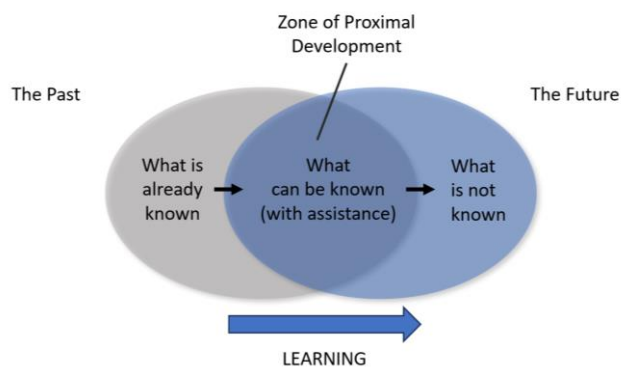 Zone of Proximal
Development
The Past
The Future
What is
already
known
What
can be known
(with assistance)
What
is not
known
LEARNING